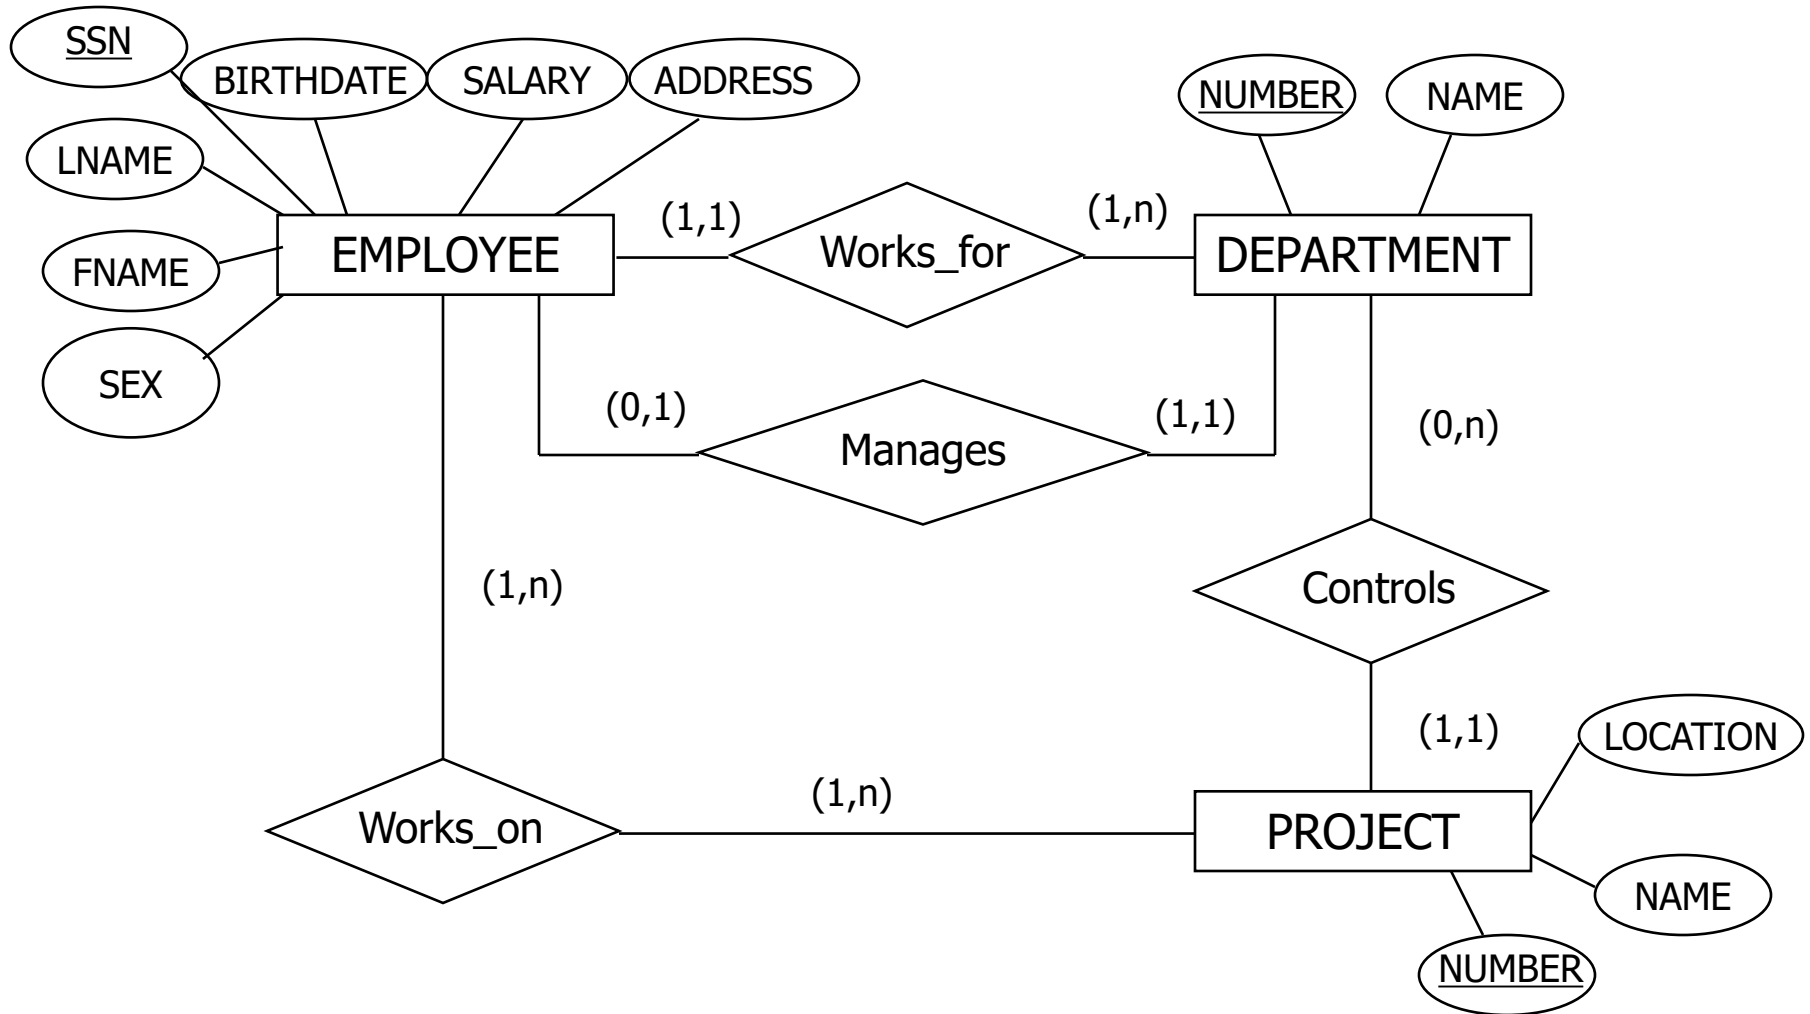 SSN
BIRTHDATE
SALARY
ADDRESS
NUMBER
NAME
LNAME
(1,1)
(1,n)
EMPLOYEE
Works_for
DEPARTMENT
FNAME
SEX
(0,1)
Manages
(1,1)
(0,n)
(1,n)
Controls
(1,1)
LOCATION
(1,n)
Works_on
PROJECT
NAME
NUMBER